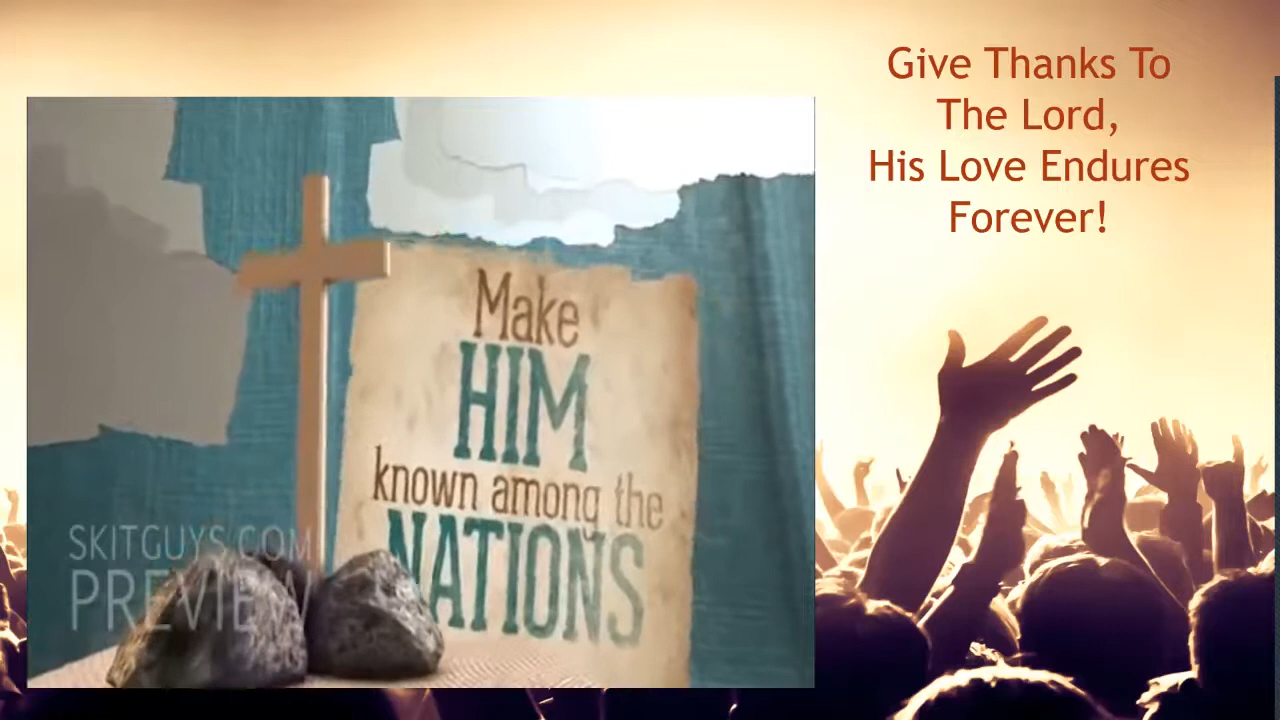 Give Thanks To
The Lord,
His Love Endures
Forever!
Make
HIM
known among the
NATIONS
SKITGUYS.COM
PREVIEW